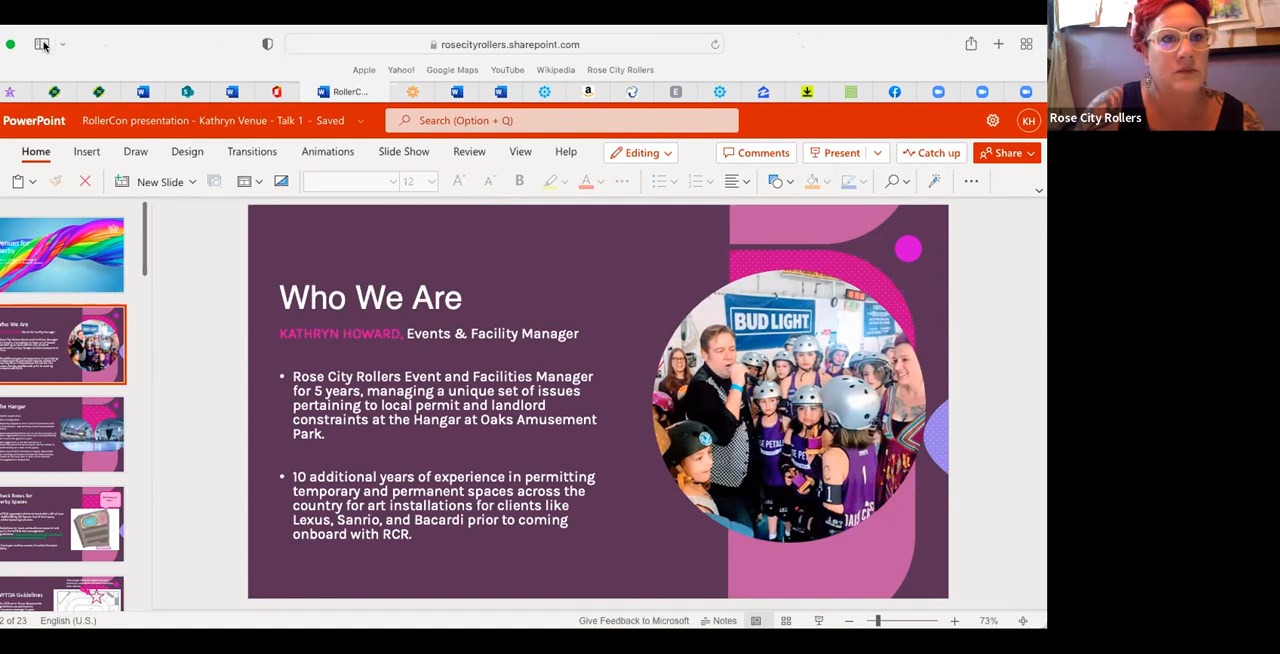 rosecityrollers.sharepoint.com
Apple Yahoo! Google Maps YouTube Wikipedia Rose City Rollers
RollerC...
PowerPoint RollerCon presentation - Kathryn Venue - Talk 1 - Saved Search (Option + Q) KH
Home Insert Draw Design Transitions Animations Slide Show Review View Help Editing Comments Present Catch up Share
New Slide 12 B A
Rose City Rollers
Who We Are
KATHRYN HOWARD, Events & Facility Manager
• Rose City Rollers Event and Facilities Manager
for 5 years, managing a unique set of issues
pertaining to local permit and landlord
constraints at the Hangar at Oaks Amusement
Park.
• 10 additional years of experience in permitting
temporary and permanent spaces across the
country for art installations for clients like
Lexus, Sanrio, and Bacardi prior to coming
onboard with RCR.
BUD LIGHT
2 of 23 English (U.S.) Give Feedback to Microsoft Notes 73%